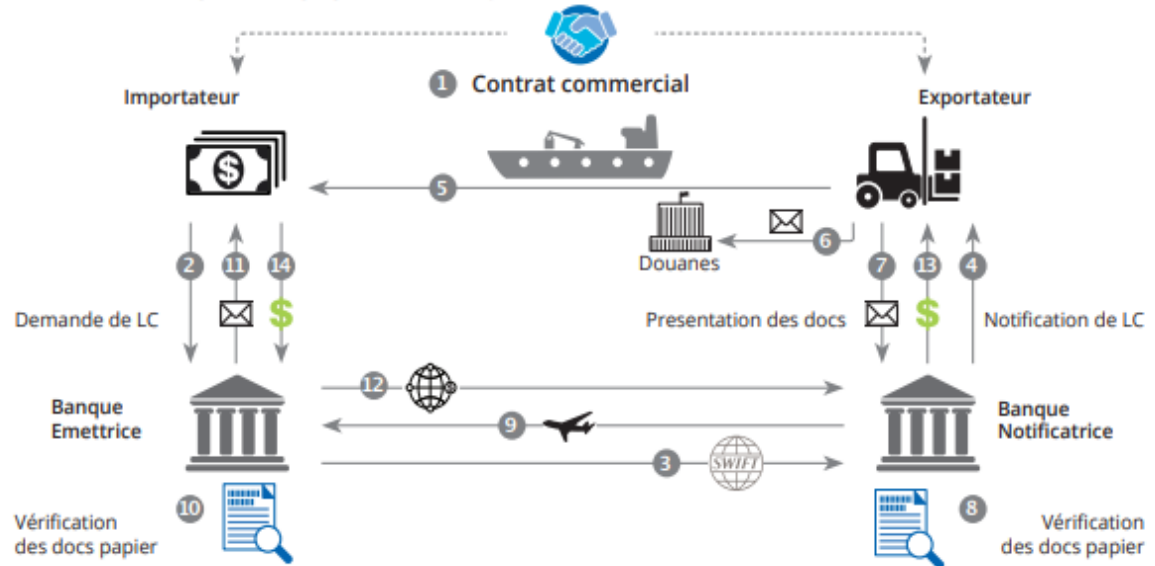 1 Contrat commercial
Importateur
Exportateur
5
6
Douanes
2 11 14
7 13 4
Demande de LC
$
Presentation des docs
$
Notification de LC
12
Banque
Emettrice
9
Banque
Notificatrice
3
SWIFT
10
Vérification
des docs papier
8
Vérification
des docs papier